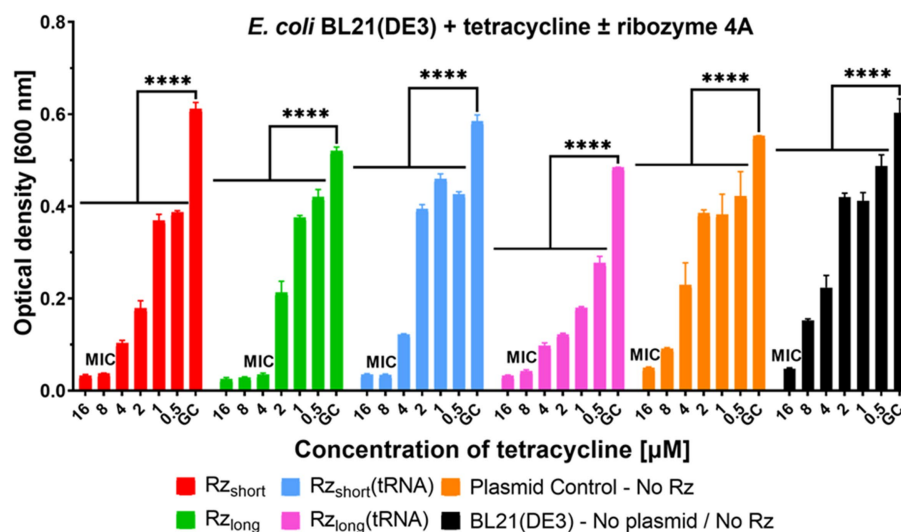 E. coli BL21(DE3) + tetracycline ± ribozyme 4A
Optical density [600 nm]
0.8
0.6
0.4
0.2
0.0
**** **** **** **** **** ****
MIC MIC MIC MIC MIC MIC
16 8 4 2 1 0.5 GC 16 8 4 2 1 0.5 GC 16 8 4 2 1 0.5 GC 16 8 4 2 1 0.5 GC 16 8 4 2 1 0.5 GC 16 8 4 2 1 0.5 GC
Concentration of tetracycline [µM]
Rzshort Rzshort(tRNA) Plasmid Control - No Rz
Rzlong Rzlong(tRNA) BL21(DE3) - No plasmid / No Rz